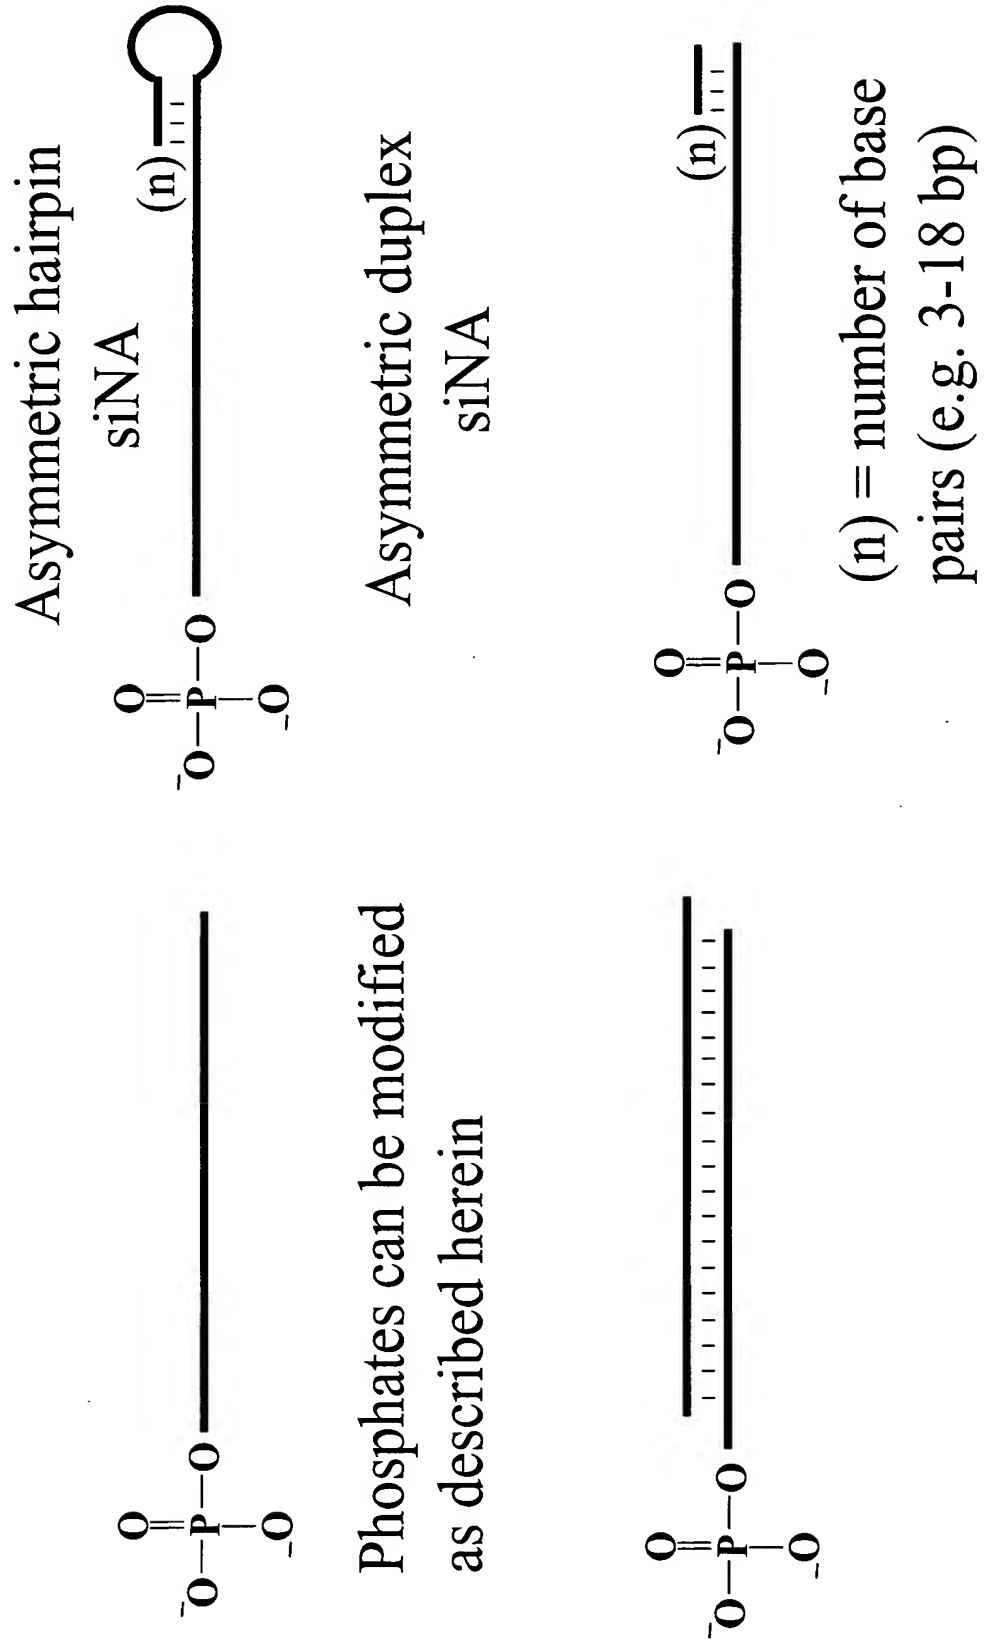 O
⁻O—P—O
O⁻
Phosphates can be modified
as described herein
O
⁻O—P—O
O⁻
Asymmetric hairpin
siNA
(n)
O
⁻O—P—O
O⁻
Asymmetric duplex
siNA
(n)
O
⁻O—P—O
O⁻
(n) = number of base
pairs (e.g. 3-18 bp)